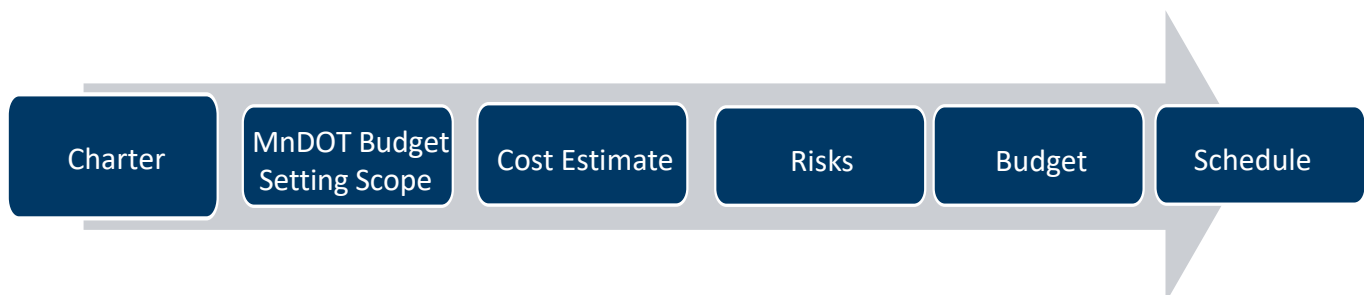 Charter
MnDOT Budget
Setting Scope
Cost Estimate
Risks
Budget
Schedule